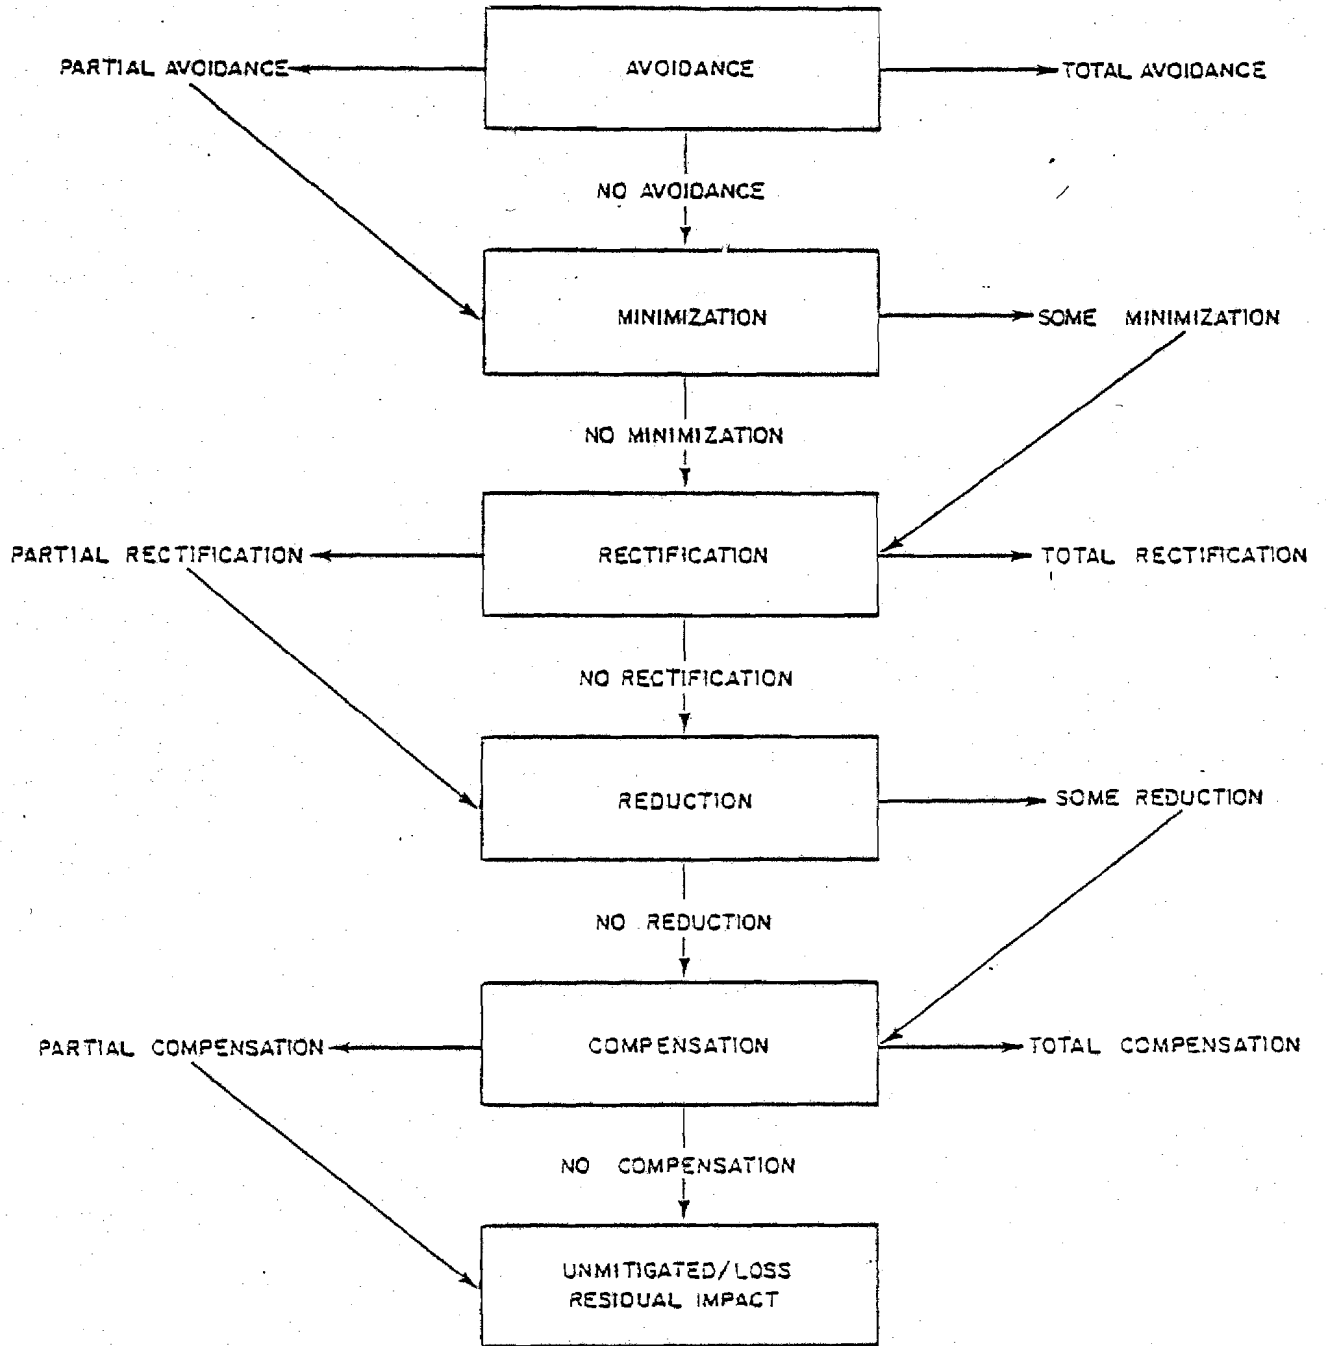 PARTIAL AVOIDANCE
AVOIDANCE
TOTAL AVOIDANCE
NO AVOIDANCE
MINIMIZATION
SOME MINIMIZATION
NO MINIMIZATION
PARTIAL RECTIFICATION
RECTIFICATION
TOTAL RECTIFICATION
NO RECTIFICATION
REDUCTION
SOME REDUCTION
NO REDUCTION
PARTIAL COMPENSATION
COMPENSATION
TOTAL COMPENSATION
NO COMPENSATION
UNMITIGATED/LOSS
RESIDUAL IMPACT